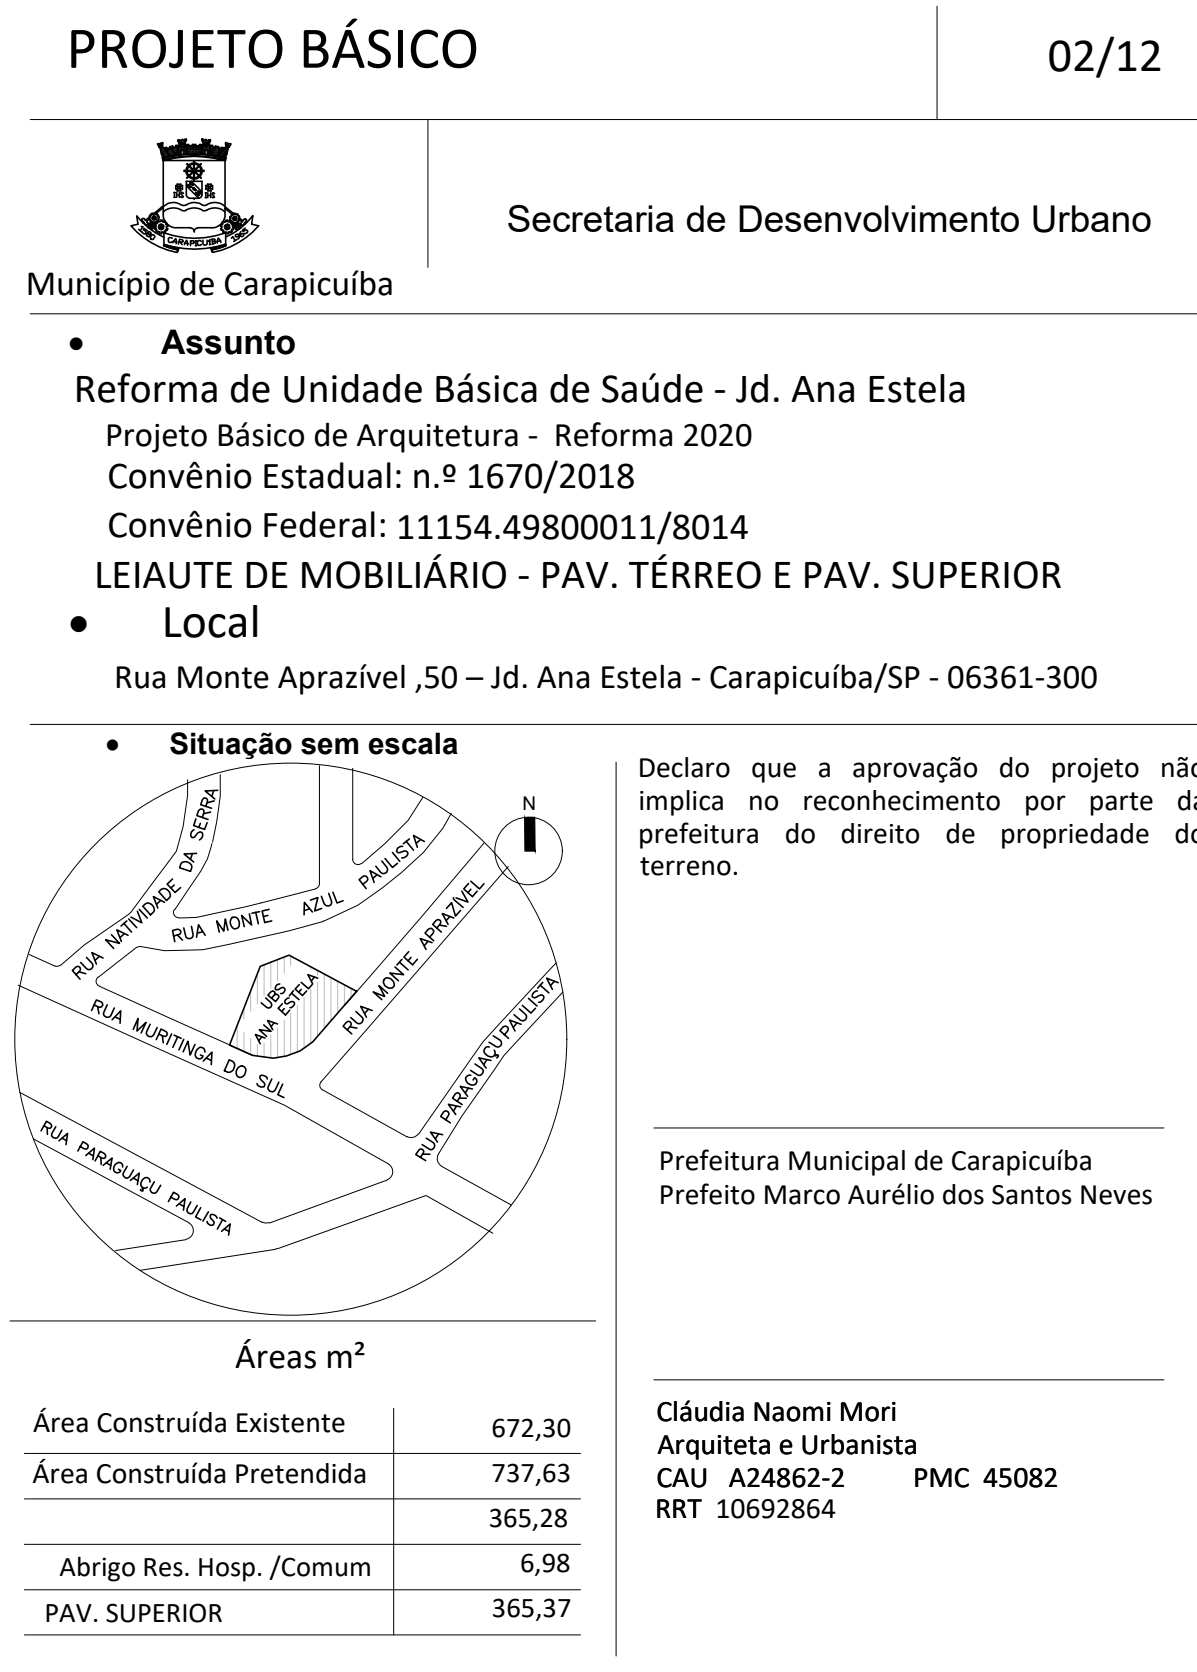 PROJETO BÁSICO
02/12
1590 CARAPICUIBA 1965
Município de Carapicuíba
Secretaria de Desenvolvimento Urbano
• Assunto
Reforma de Unidade Básica de Saúde - Jd. Ana Estela
Projeto Básico de Arquitetura - Reforma 2020
Convênio Estadual: n.º 1670/2018
Convênio Federal: 11154.49800011/8014
LEIAUTE DE MOBILIÁRIO - PAV. TÉRREO E PAV. SUPERIOR
• Local
Rua Monte Aprazível ,50 – Jd. Ana Estela - Carapicuíba/SP - 06361-300
• Situação sem escala
N
RUA NATIVIDADE DA SERRA
RUA MONTE AZUL PAULISTA
RUA MONTE APRAZÍVEL
UBS
ANA ESTELA
RUA MURITINGA DO SUL
RUA PARAGUAÇU PAULISTA
RUA PARAGUAÇU PAULISTA
Áreas m²
Área Construída Existente 672,30
Área Construída Pretendida 737,63
365,28
Abrigo Res. Hosp. /Comum 6,98
PAV. SUPERIOR 365,37
Declaro que a aprovação do projeto não
implica no reconhecimento por parte da
prefeitura do direito de propriedade do
terreno.
Prefeitura Municipal de Carapicuíba
Prefeito Marco Aurélio dos Santos Neves
Cláudia Naomi Mori
Arquiteta e Urbanista
CAU A24862-2 PMC 45082
RRT 10692864